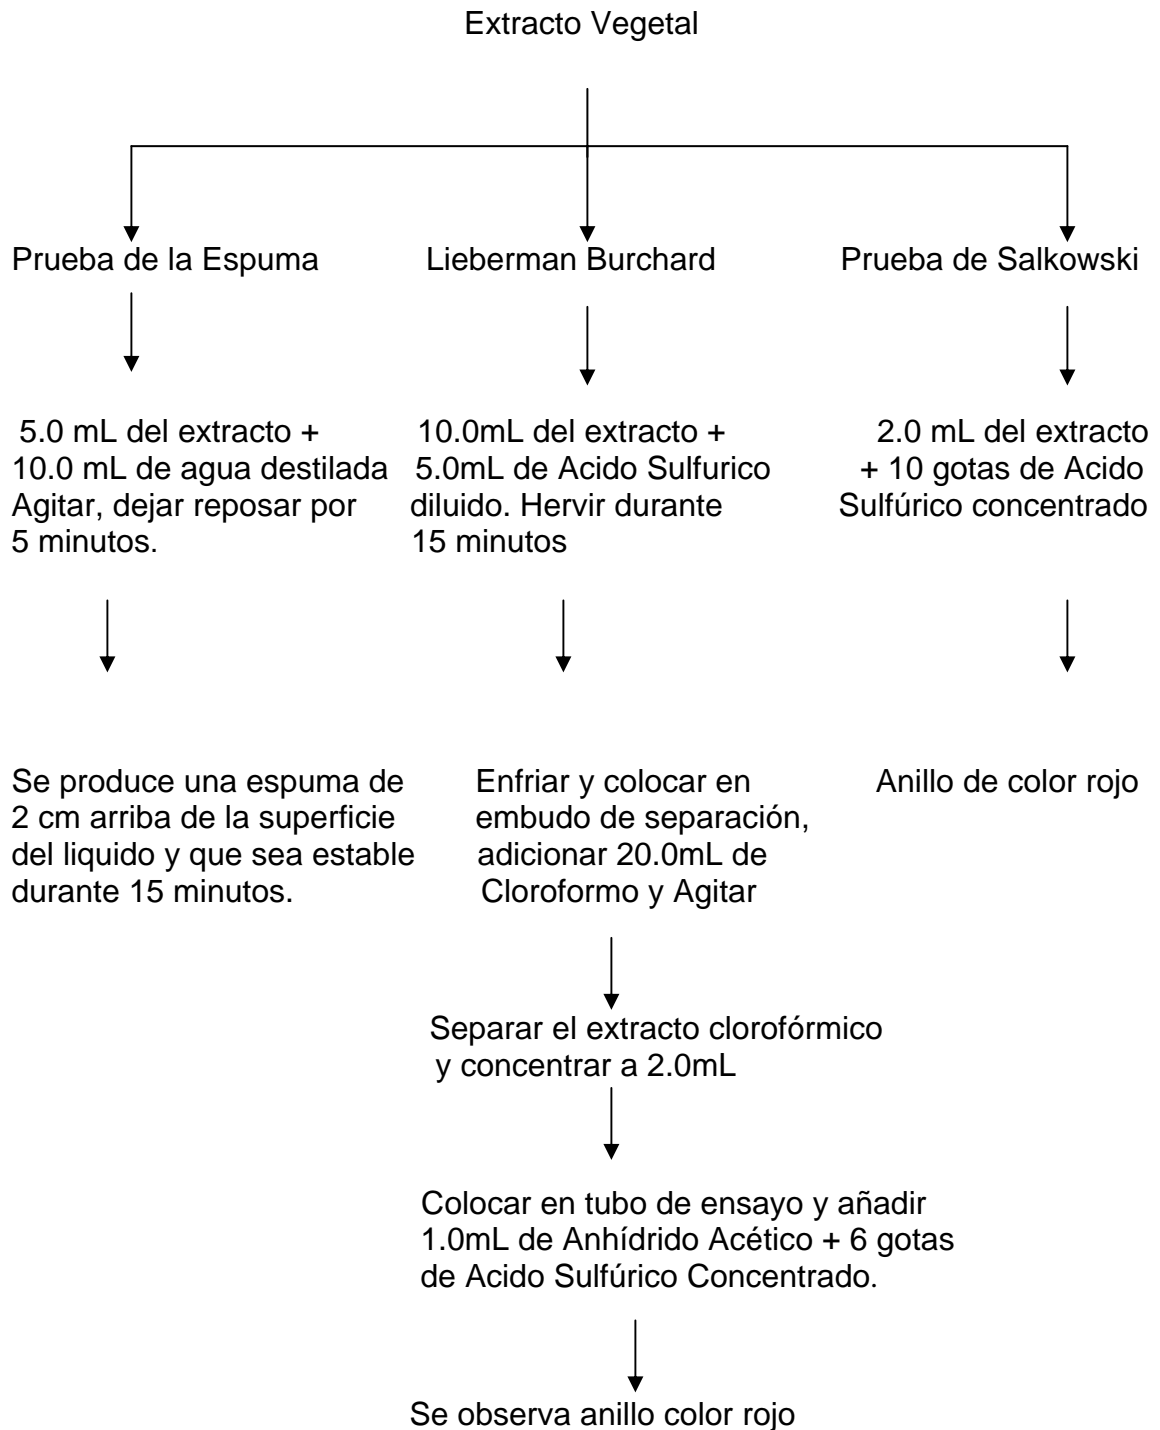 Extracto Vegetal
Prueba de la Espuma
Lieberman Burchard
Prueba de Salkowski
5.0 mL del extracto +
10.0 mL de agua destilada
Agitar, dejar reposar por
5 minutos.
10.0mL del extracto +
5.0mL de Acido Sulfurico
diluido. Hervir durante
15 minutos
2.0 mL del extracto
+ 10 gotas de Acido
Sulfúrico concentrado
Se produce una espuma de
2 cm arriba de la superficie
del liquido y que sea estable
durante 15 minutos.
Enfriar y colocar en
embudo de separación,
adicionar 20.0mL de
Cloroformo y Agitar
Anillo de color rojo
Separar el extracto clorofórmico
y concentrar a 2.0mL
Colocar en tubo de ensayo y añadir
1.0mL de Anhídrido Acético + 6 gotas
de Acido Sulfúrico Concentrado.
Se observa anillo color rojo